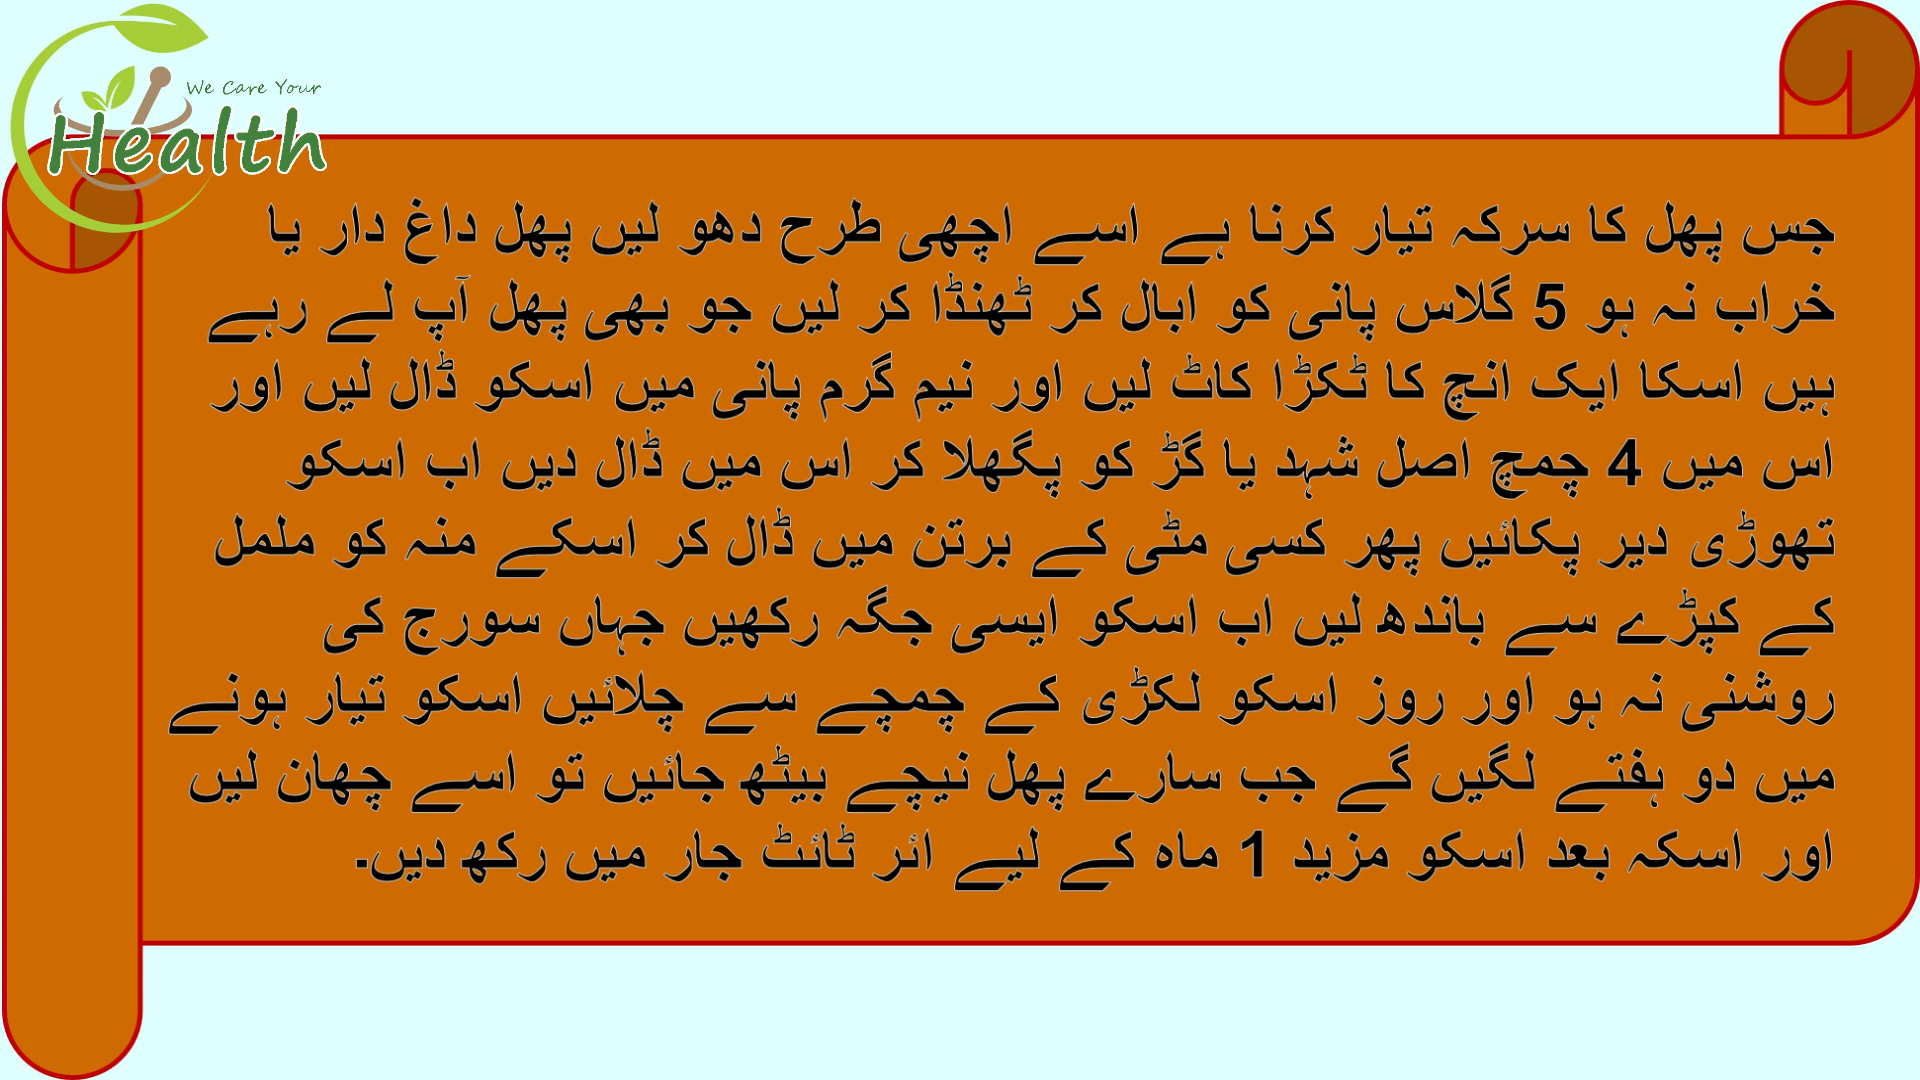 We Care Your
Health
جس پھل کا سرکہ تیار کرنا ہے اسے اچھی طرح دھو لیں پھل داغ دار یا
خراب نہ ہو 5 گلاس پانی کو ابال کر ٹھنڈا کر لیں جو بھی پھل آپ لے رہے
ہیں اسکا ایک انچ کا ٹکڑا کاٹ لیں اور نیم گرم پانی میں اسکو ڈال لیں اور
اس میں 4 چمچ اصل شہد یا گڑ کو پگھلا کر اس میں ڈال دیں اب اسکو
تھوڑی دیر پکائیں پھر کسی مٹی کے برتن میں ڈال کر اسکے منہ کو ململ
کے کپڑے سے باندھ لیں اب اسکو ایسی جگہ رکھیں جہاں سورج کی
روشنی نہ ہو اور روز اسکو لکڑی کے چمچے سے چلائیں اسکو تیار ہونے
میں دو ہفتے لگیں گے جب سارے پھل نیچے بیٹھ جائیں تو اسے چھان لیں
اور اسکہ بعد اسکو مزید 1 ماہ کے لیے ائر ٹائٹ جار میں رکھ دیں۔